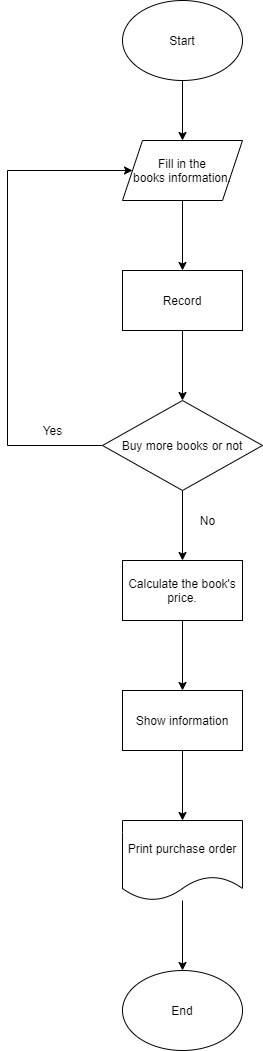 Start
Fill in the
books information.
Record
Buy more books or not
Yes
No
Calculate the book's
price.
Show information
Print purchase order
End